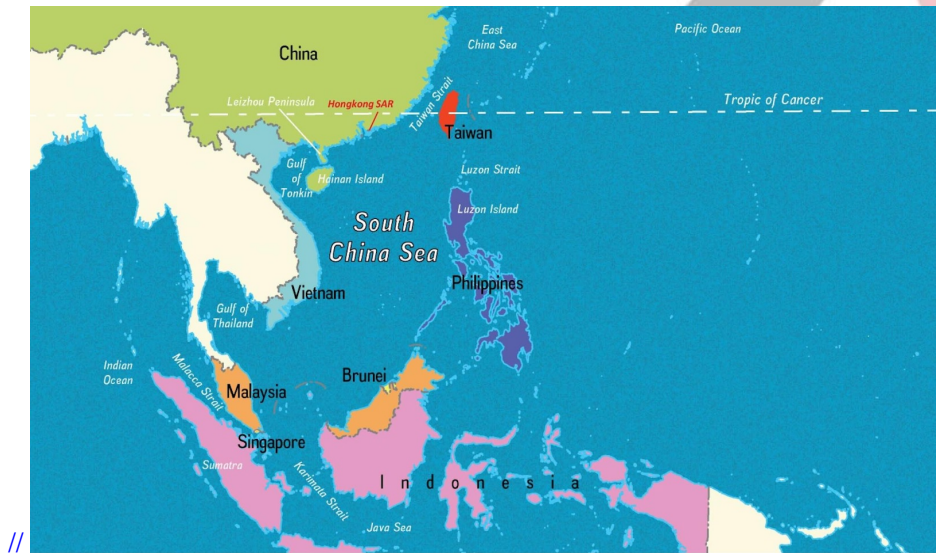 East
China Sea
Pacific Ocean
China
Taiwan Strait
Leizhou Peninsula
Hongkong SAR
Tropic of Cancer
Taiwan
Gulf
of
Tonkin
Hainan Island
Luzon Strait
Luzon Island
South
China Sea
Philippines
Vietnam
Gulf of
Thailand
Indian
Ocean
Malacca Strait
Malaysia
Brunei
Singapore
Sumatra
Karimata Strait
Indonesia
Java Sea
//